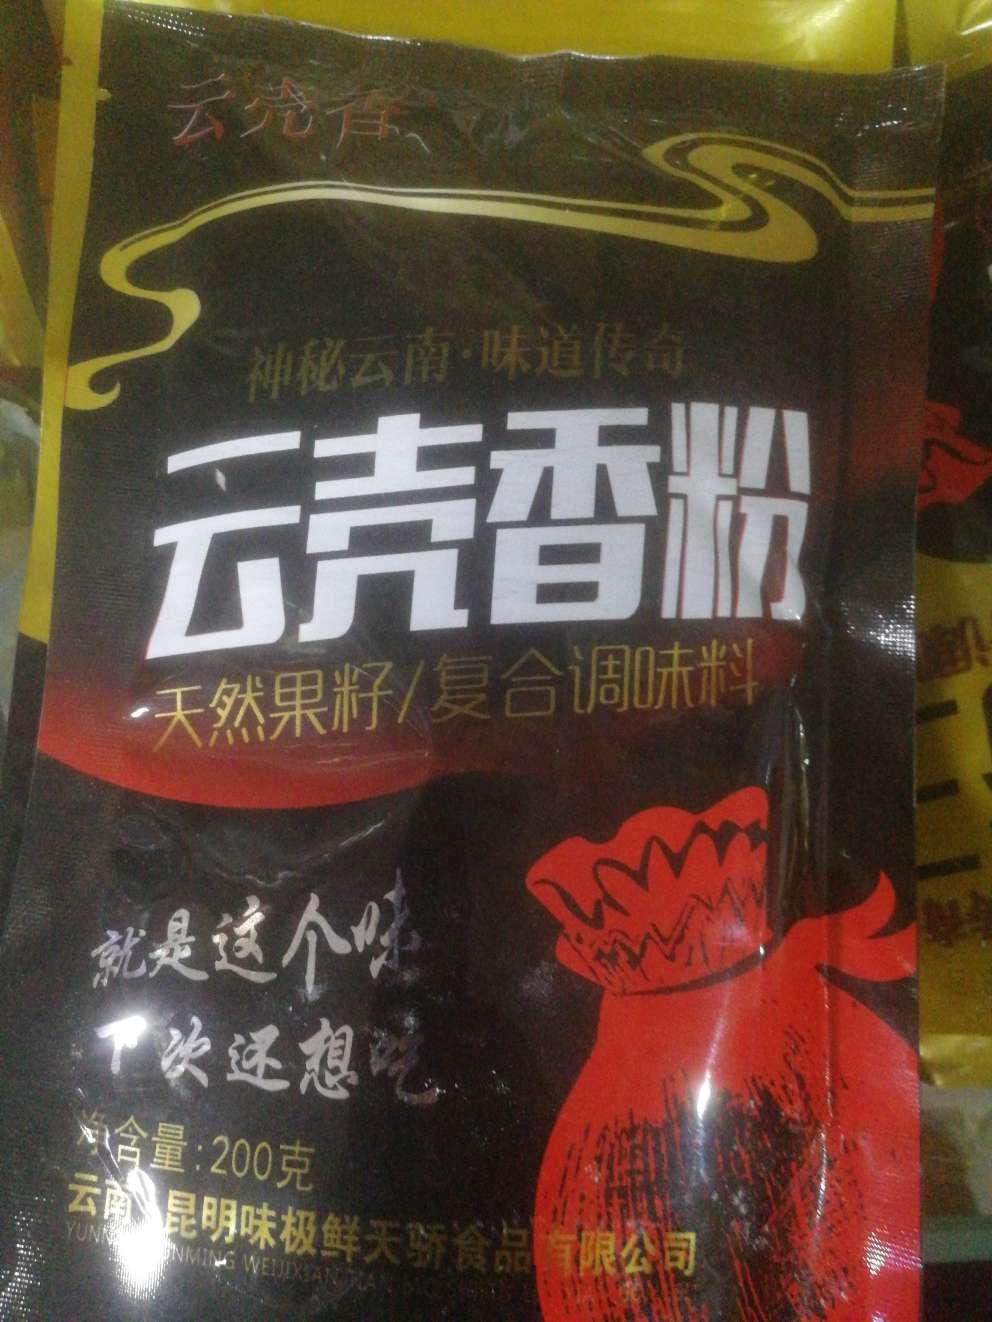 云壳香
神秘云南·味道传奇
云壳香粉
天然果籽/复合调味料
就是这个味
下次还想吃
净含量:200克
云南·昆明味极鲜天骄食品有限公司